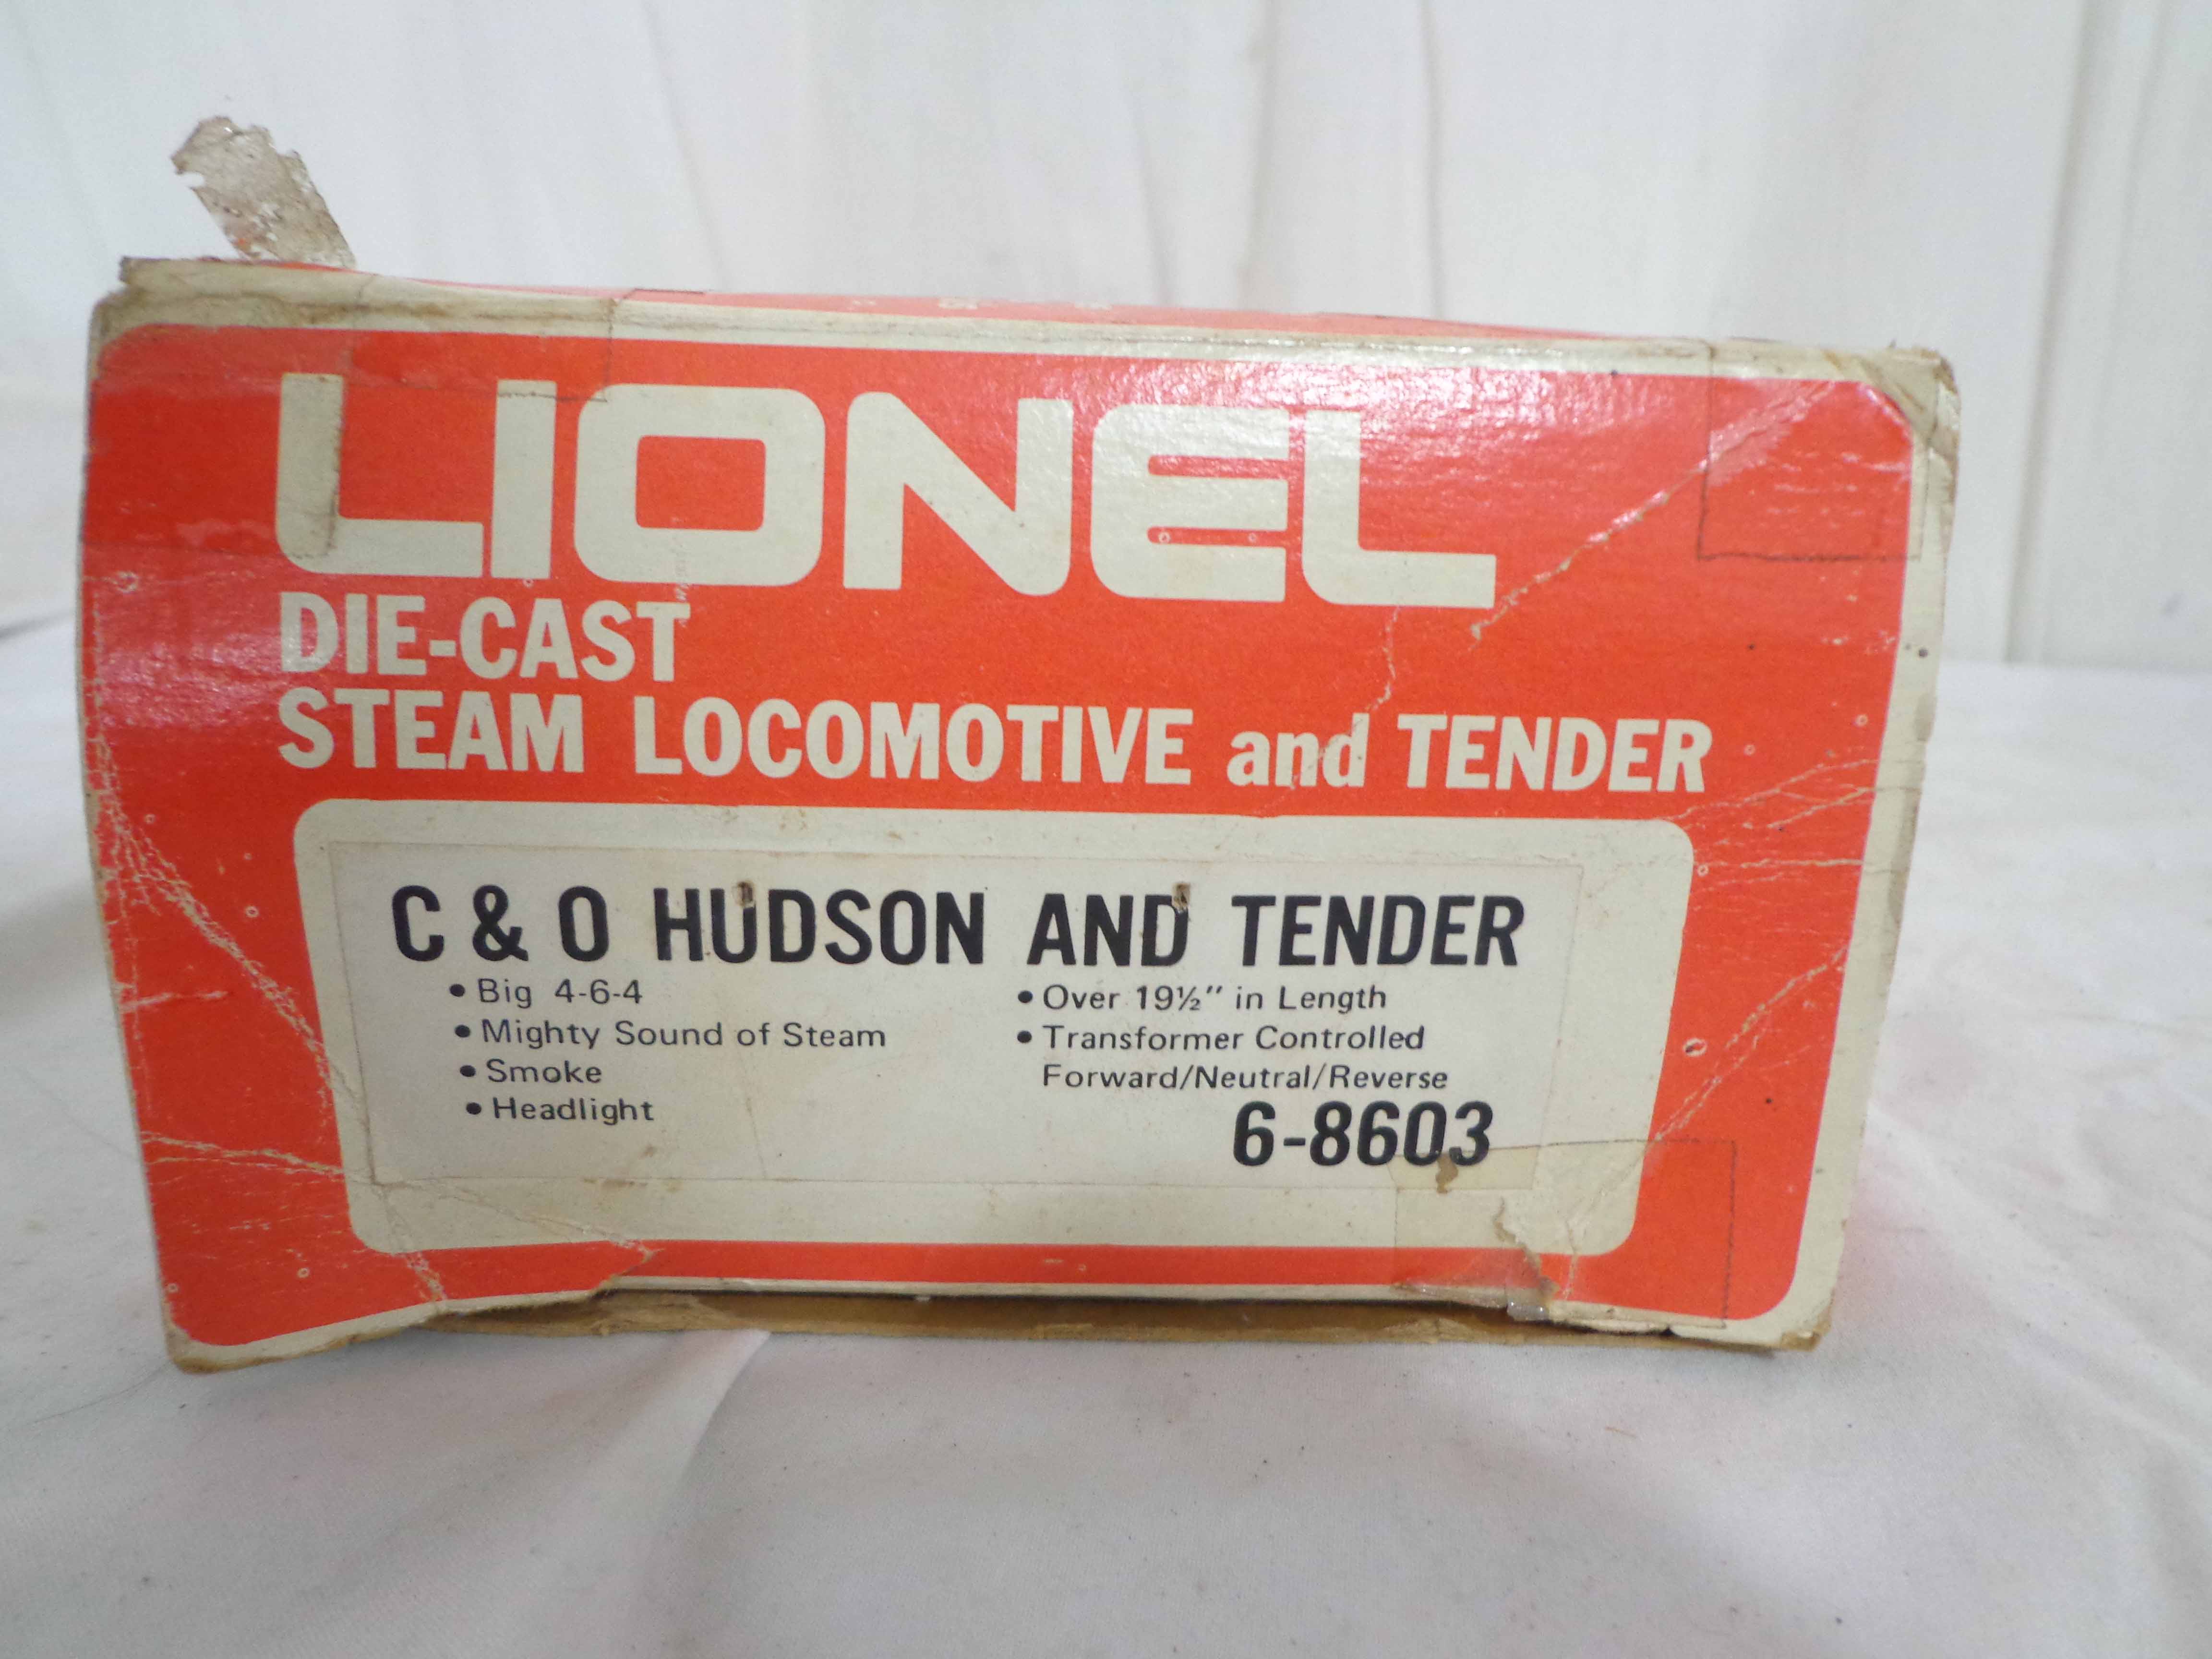 LIONEL
DIE-CAST
STEAM LOCOMOTIVE and TENDER
C & O HUDSON AND TENDER
• Big 4-6-4
• Mighty Sound of Steam
• Smoke
• Headlight
• Over 19½" in Length
• Transformer Controlled
Forward/Neutral/Reverse
6-8603